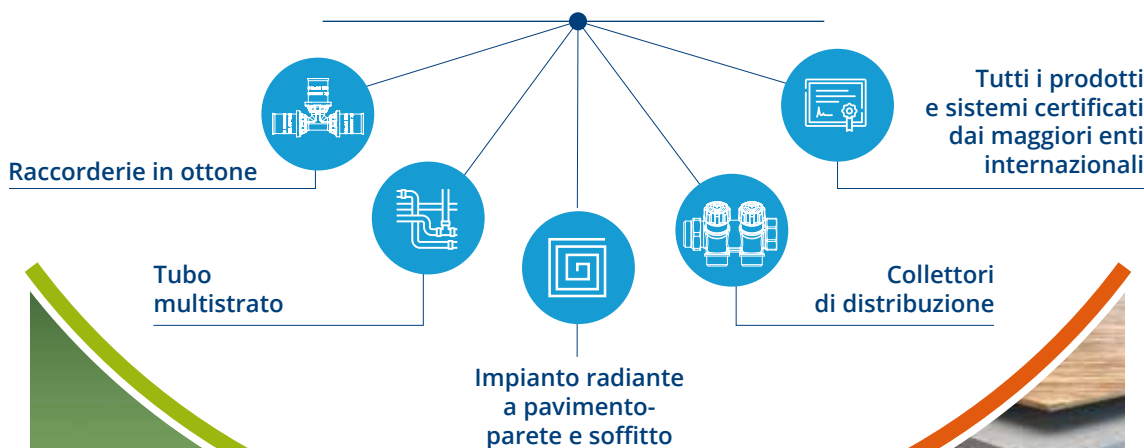 Raccorderie in ottone
Tubo
multistrato
Impianto radiante
a pavimento-
parete e soffitto
Collettori
di distribuzione
Tutti i prodotti
e sistemi certificati
dai maggiori enti
internazionali